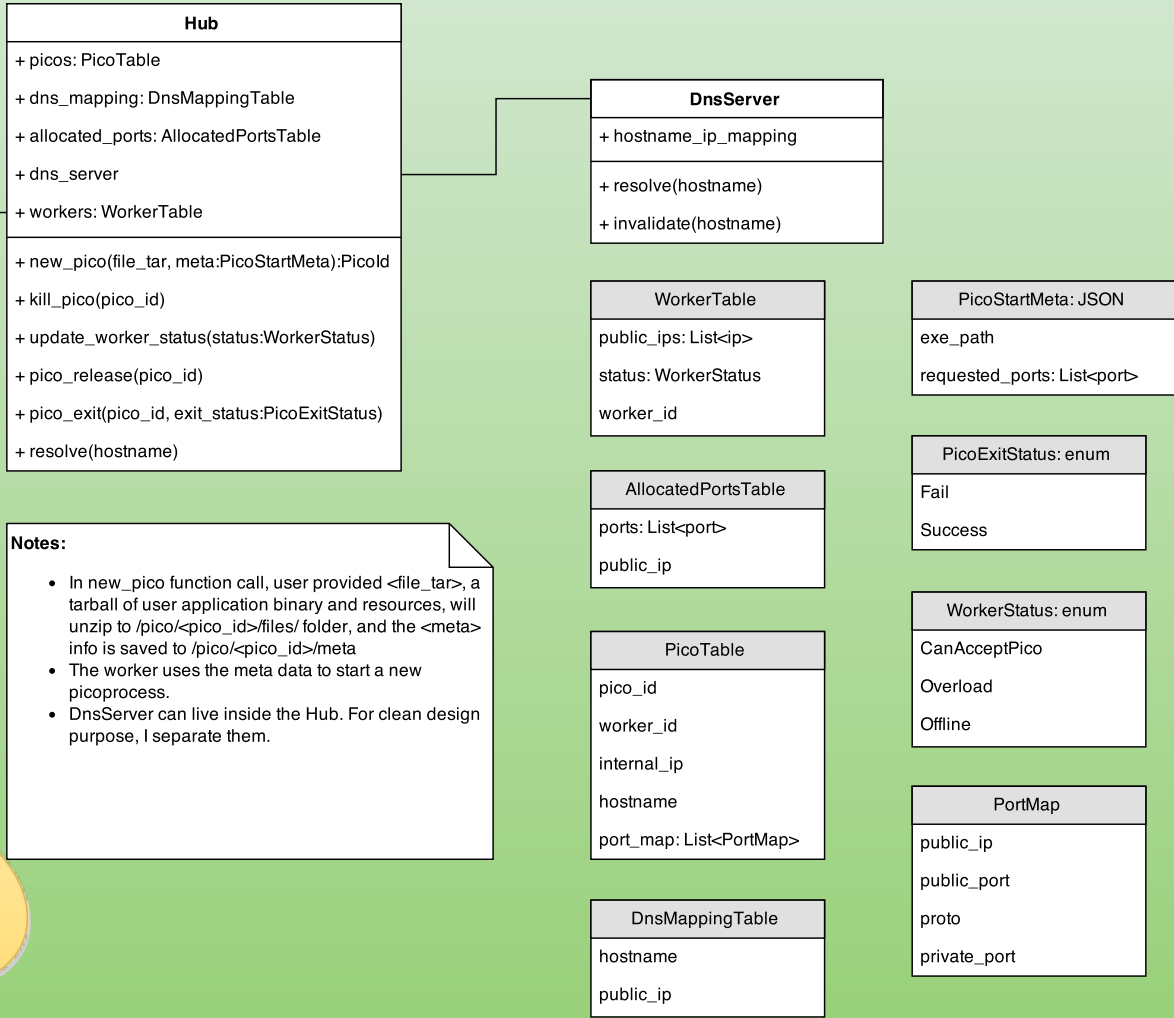 Hub
+ picos: PicoTable
+ dns_mapping: DnsMappingTable
+ allocated_ports: AllocatedPortsTable
+ dns_server
+ workers: WorkerTable
+ new_pico(file_tar, meta:PicoStartMeta):PicoId
+ kill_pico(pico_id)
+ update_worker_status(status:WorkerStatus)
+ pico_release(pico_id)
+ pico_exit(pico_id, exit_status:PicoExitStatus)
+ resolve(hostname)
Notes:
• In new_pico function call, user provided <file_tar>, a
tarball of user application binary and resources, will
unzip to /pico/<pico_id>/files/ folder, and the <meta>
info is saved to /pico/<pico_id>/meta
• The worker uses the meta data to start a new
picoprocess.
• DnsServer can live inside the Hub. For clean design
purpose, I separate them.
DnsServer
+ hostname_ip_mapping
+ resolve(hostname)
+ invalidate(hostname)
WorkerTable
public_ips: List<ip>
status: WorkerStatus
worker_id
AllocatedPortsTable
ports: List<port>
public_ip
PicoTable
pico_id
worker_id
internal_ip
hostname
port_map: List<PortMap>
DnsMappingTable
hostname
public_ip
PicoStartMeta: JSON
exe_path
requested_ports: List<port>
PicoExitStatus: enum
Fail
Success
WorkerStatus: enum
CanAcceptPico
Overload
Offline
PortMap
public_ip
public_port
proto
private_port